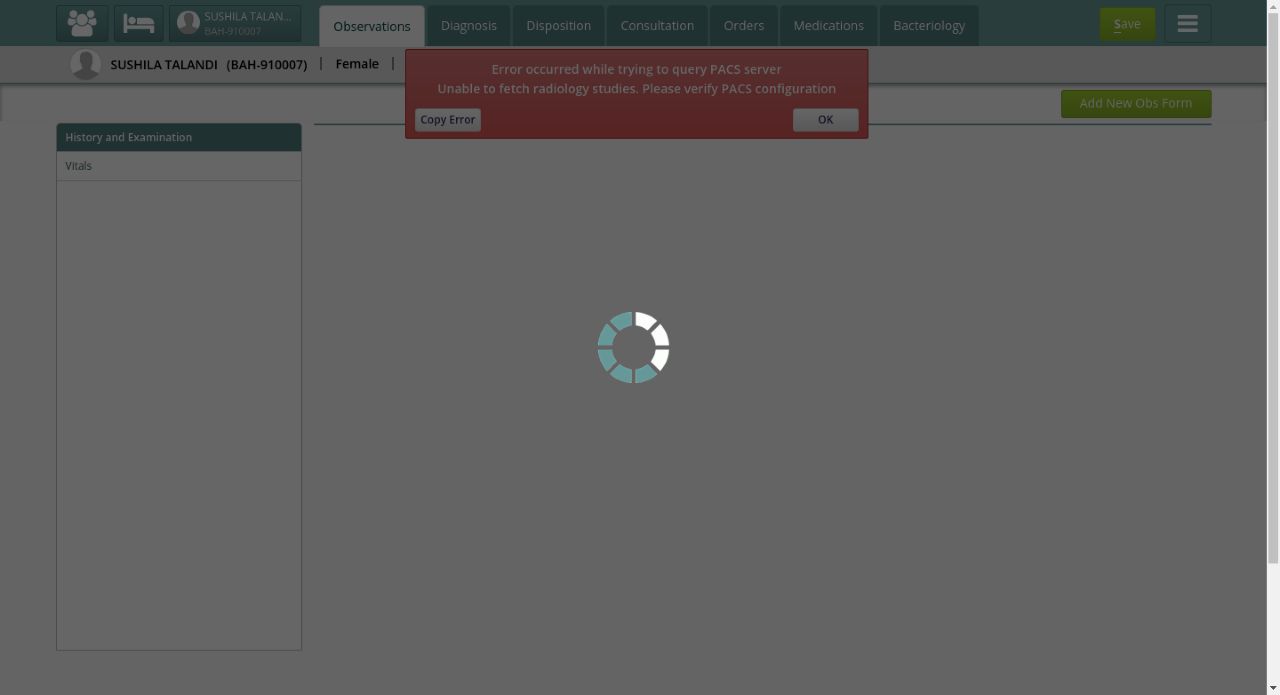 SUSHILA TALAN...
BAH-910007
Observations
Diagnosis
Disposition
Consultation
Orders
Medications
Bacteriology
Save
SUSHILA TALANDI (BAH-910007) | Female |
Error occurred while trying to query PACS server
Unable to fetch radiology studies. Please verify PACS configuration
Copy Error
OK
Add New Obs Form
History and Examination
Vitals